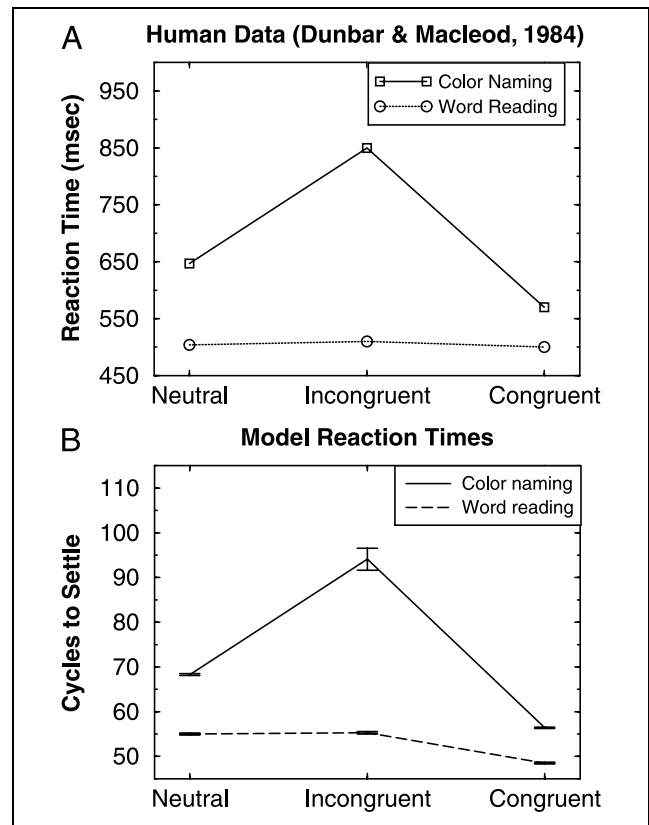 A Human Data (Dunbar & Macleod, 1984)
Color Naming
Word Reading
Reaction Time (msec)
950
850
750
650
550
450
Neutral Incongruent Congruent
B Model Reaction Times
Color naming
Word reading
Cycles to Settle
110
100
90
80
70
60
50
Neutral Incongruent Congruent